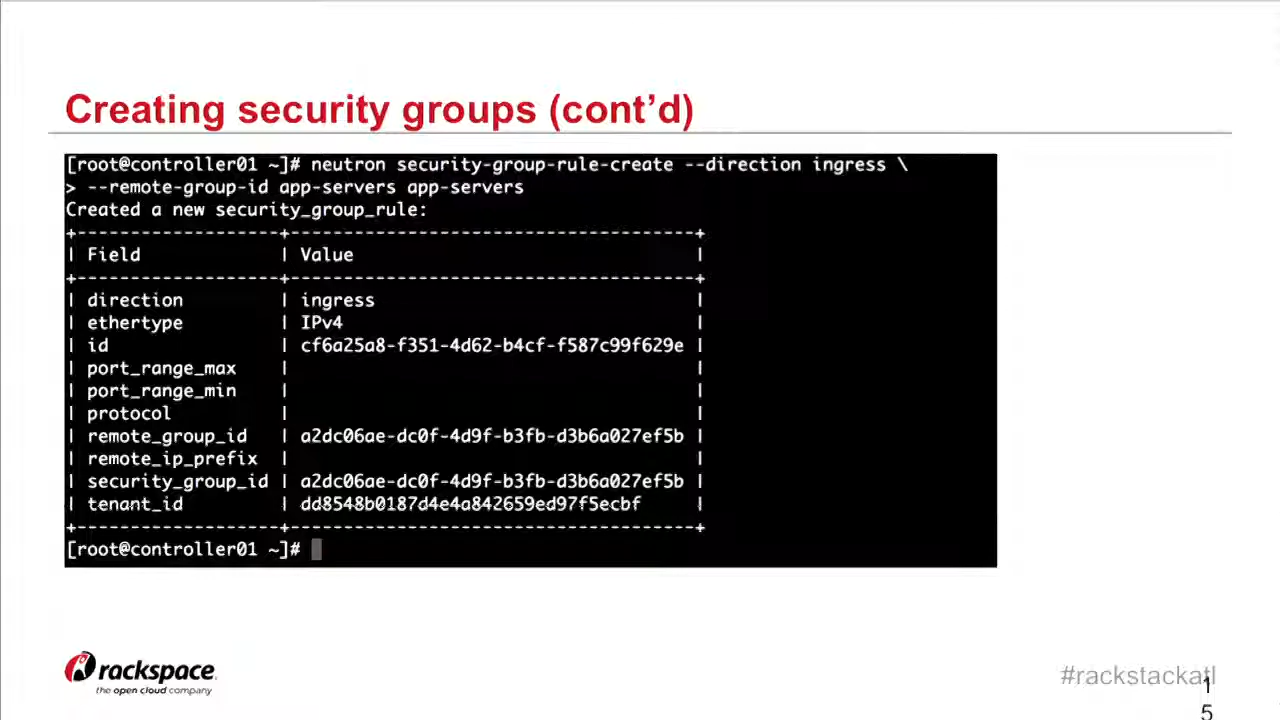 Creating security groups (cont’d)
[root@controller01 ~]# neutron security-group-rule-create --direction ingress \
> --remote-group-id app-servers app-servers
Created a new security_group_rule:
+-------------------+--------------------------------------+
| Field             | Value                                |
+-------------------+--------------------------------------+
| direction         | ingress                              |
| ethertype         | IPv4                                 |
| id                | cf6a25a8-f351-4d62-b4cf-f587c99f629e |
| port_range_max    |                                      |
| port_range_min    |                                      |
| protocol          |                                      |
| remote_group_id   | a2dc06ae-dc0f-4d9f-b3fb-d3b6a027ef5b |
| remote_ip_prefix  |                                      |
| security_group_id | a2dc06ae-dc0f-4d9f-b3fb-d3b6a027ef5b |
| tenant_id         | dd8548b0187d4e4a842659ed97f5ecbf     |
+-------------------+--------------------------------------+
[root@controller01 ~]#
rackspace
the open cloud company
#rackstackatl
1
5